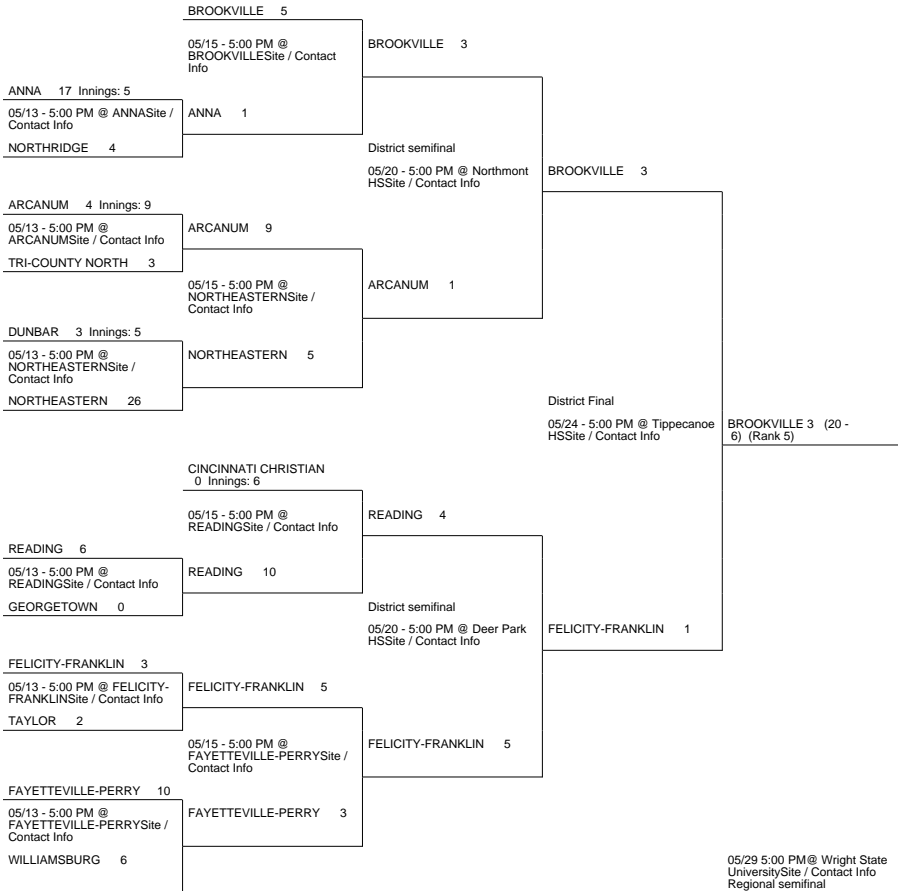 BROOKVILLE 5
05/15 - 5:00 PM @
BROOKVILLESite / Contact
Info
BROOKVILLE 3
ANNA 17 Innings: 5
05/13 - 5:00 PM @ ANNASite /
Contact Info
ANNA 1
NORTHRIDGE 4
District semifinal
05/20 - 5:00 PM @ Northmont
HSSite / Contact Info
BROOKVILLE 3
ARCANUM 4 Innings: 9
05/13 - 5:00 PM @
ARCANUMSite / Contact Info
ARCANUM 9
TRI-COUNTY NORTH 3
05/15 - 5:00 PM @
NORTHEASTERNSite /
Contact Info
ARCANUM 1
DUNBAR 3 Innings: 5
05/13 - 5:00 PM @
NORTHEASTERNSite /
Contact Info
NORTHEASTERN 5
NORTHEASTERN 26
District Final
05/24 - 5:00 PM @ Tippecanoe
HSSite / Contact Info
BROOKVILLE 3 (20 -
6) (Rank 5)
CINCINNATI CHRISTIAN
0 Innings: 6
05/15 - 5:00 PM @
READINGSite / Contact Info
READING 4
READING 6
05/13 - 5:00 PM @
READINGSite / Contact Info
READING 10
GEORGETOWN 0
District semifinal
05/20 - 5:00 PM @ Deer Park
HSSite / Contact Info
FELICITY-FRANKLIN 1
FELICITY-FRANKLIN 3
05/13 - 5:00 PM @ FELICITY-
FRANKLINSite / Contact Info
FELICITY-FRANKLIN 5
TAYLOR 2
05/15 - 5:00 PM @
FAYETTEVILLE-PERRYSite /
Contact Info
FELICITY-FRANKLIN 5
FAYETTEVILLE-PERRY 10
05/13 - 5:00 PM @
FAYETTEVILLE-PERRYSite /
Contact Info
FAYETTEVILLE-PERRY 3
WILLIAMSBURG 6
05/29 5:00 PM@ Wright State
UniversitySite / Contact Info
Regional semifinal